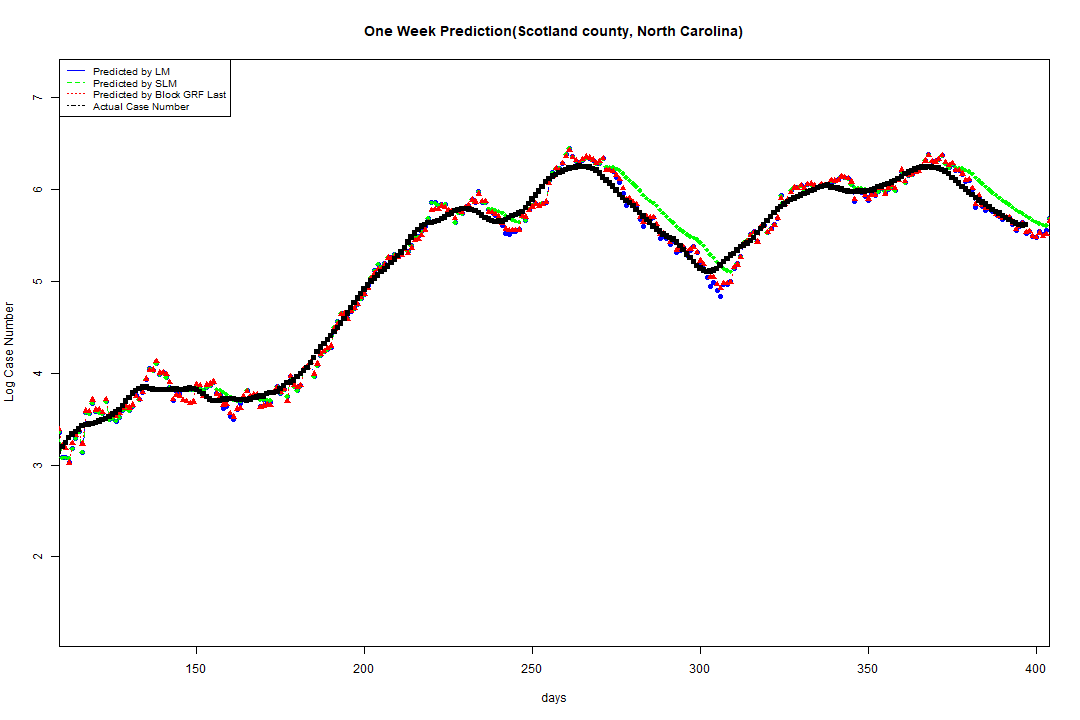 One Week Prediction(Scotland county, North Carolina)
Predicted by LM
Predicted by SLM
Predicted by Block GRF Last
Actual Case Number
7
6
5
4
3
2
Log Case Number
150 200 250 300 350 400
days